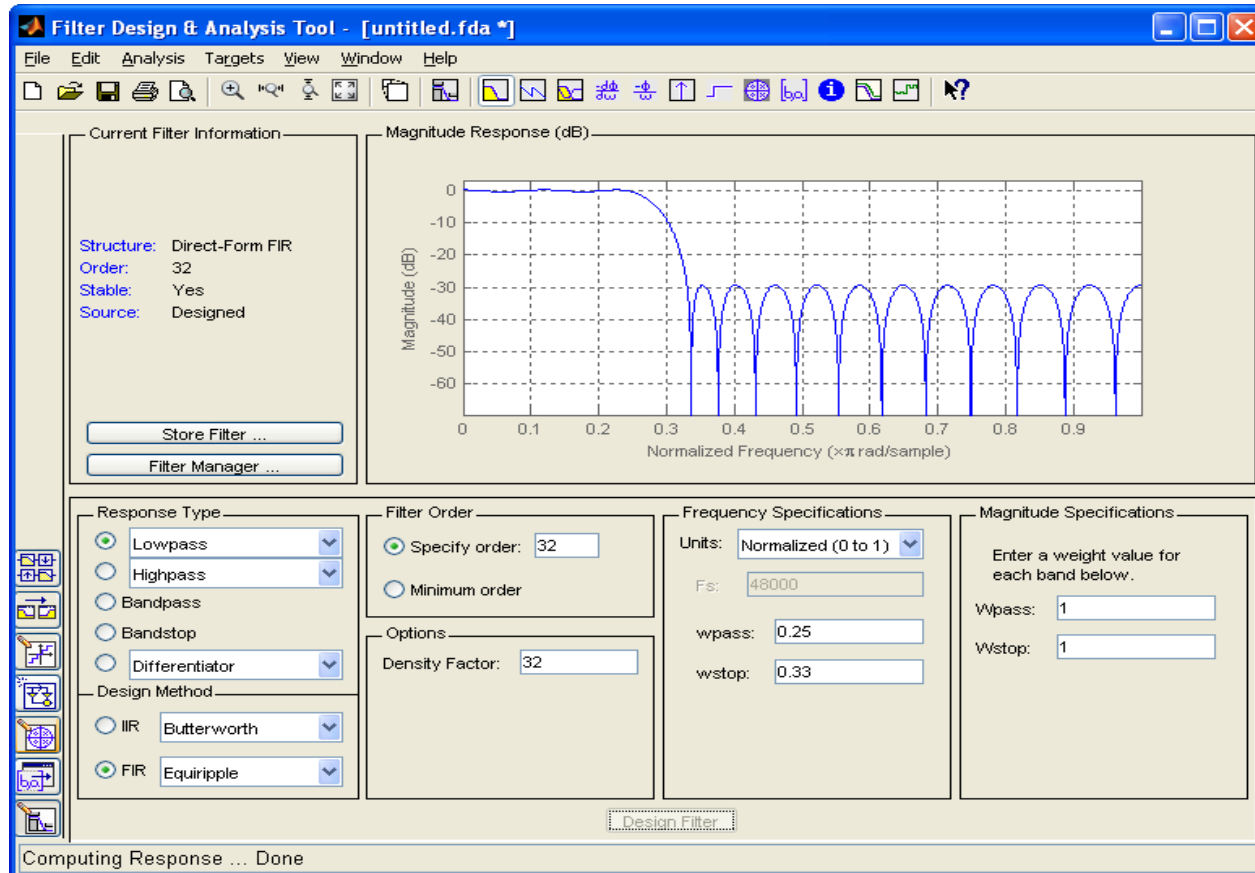 Filter Design & Analysis Tool - [untitled.fda *]
File Edit Analysis Targets View Window Help
Current Filter Information
Structure: Direct-Form FIR
Order: 32
Stable: Yes
Source: Designed
Store Filter ...
Filter Manager ...
Magnitude Response (dB)
0
-10
-20
-30
-40
-50
-60
Magnitude (dB)
0 0.1 0.2 0.3 0.4 0.5 0.6 0.7 0.8 0.9
Normalized Frequency (×π rad/sample)
Response Type
Lowpass
Highpass
Bandpass
Bandstop
Differentiator
Design Method
IIR Butterworth
FIR Equiripple
Filter Order
Specify order: 32
Minimum order
Options
Density Factor: 32
Frequency Specifications
Units: Normalized (0 to 1)
Fs: 48000
wpass: 0.25
wstop: 0.33
Magnitude Specifications
Enter a weight value for
each band below.
Wpass: 1
Wstop: 1
Design Filter
Computing Response ... Done